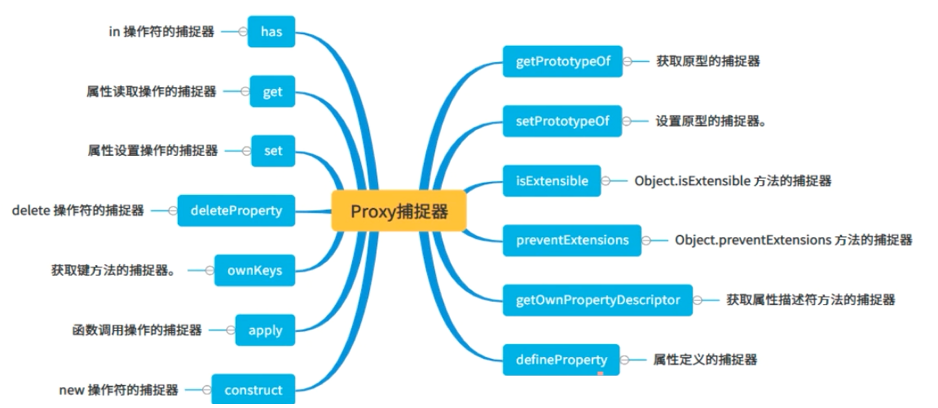 Proxy捕捉器
has
in 操作符的捕捉器
get
属性读取操作的捕捉器
set
属性设置操作的捕捉器
deleteProperty
delete 操作符的捕捉器
ownKeys
获取键方法的捕捉器。
apply
函数调用操作的捕捉器
construct
new 操作符的捕捉器
getPrototypeOf
获取原型的捕捉器
setPrototypeOf
设置原型的捕捉器。
isExtensible
Object.isExtensible 方法的捕捉器
preventExtensions
Object.preventExtensions 方法的捕捉器
getOwnPropertyDescriptor
获取属性描述符方法的捕捉器
defineProperty
属性定义的捕捉器